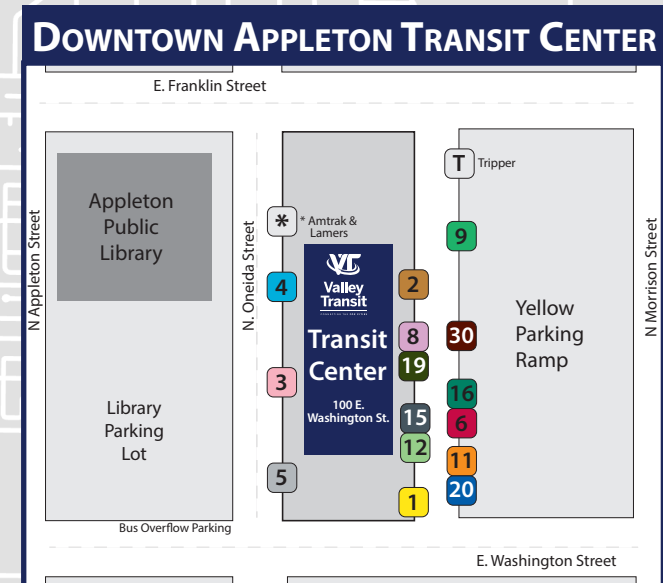 DOWNTOWN APPLETON TRANSIT CENTER
E. Franklin Street
N Appleton Street
Appleton
Public
Library
Library
Parking
Lot
Bus Overflow Parking
N. Oneida Street
*
* Amtrak &
Lamers
4
3
5
VT
Valley
Transit
Transit
Center
100 E.
Washington St.
2
8
19
15
12
1
T
Tripper
9
30
16
6
11
20
Yellow
Parking
Ramp
N Morrison Street
E. Washington Street